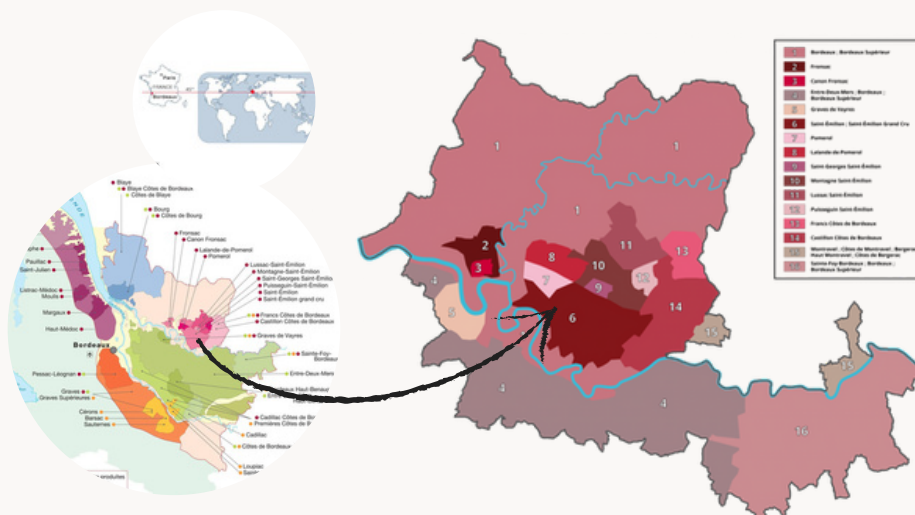 Paris
FRANCE
45°
Bordeaux
Blaye
Blaye Côtes de Bordeaux
Côtes de Blaye
Bourg
Côtes de Bourg
Fronsac
Canon Fronsac
Lalande-de-Pomerol
Pomerol
Lussac-Saint-Émilion
Montagne-Saint-Émilion
Saint-Georges Saint-Émilion
Puisseguin-Saint-Émilion
Saint-Émilion
Saint-Émilion grand cru
Francs Côtes de Bordeaux
Castillon Côtes de Bordeaux
Graves de Vayres
Sainte-Foy-
Bordeaux
Entre-Deux-Mers
Haut Benauge
Cadillac Côtes de Bor
Premières Côtes de
Cadillac
Côtes de Bordeaux
Loupiac
Pauillac
Saint-Julien
Listrac-Médoc
Moulis
Margaux
Haut-Médoc
Bordeaux
Pessac-Léognan
Graves
Graves Supérieures
Cérons
Barsac
Sauternes
produites
1
1
1
2
3
4
5
6
7
8
9
10
11
12
13
14
15
15
16
4
4
1 Bordeaux ; Bordeaux Supérieur
2 Fronsac
3 Canon Fronsac
4 Entre-Deux-Mers ; Bordeaux ;
Bordeaux Supérieur
5 Graves de Vayres
6 Saint-Émilion ; Saint-Émilion Grand Cru
7 Pomerol
8 Lalande de Pomerol
9 Saint Georges Saint-Émilion
10 Montagne Saint-Émilion
11 Lussac Saint-Émilion
12 Puisseguin Saint-Émilion
13 Francs Côtes de Bordeaux
14 Castillon Côtes de Bordeaux
15 Montravel ; Côtes de Montravel ; Bergerac
Haut Montravel ; Côtes de Bergerac
16 Sainte Foy Bordeaux ; Bordeaux ;
Bordeaux Supérieur